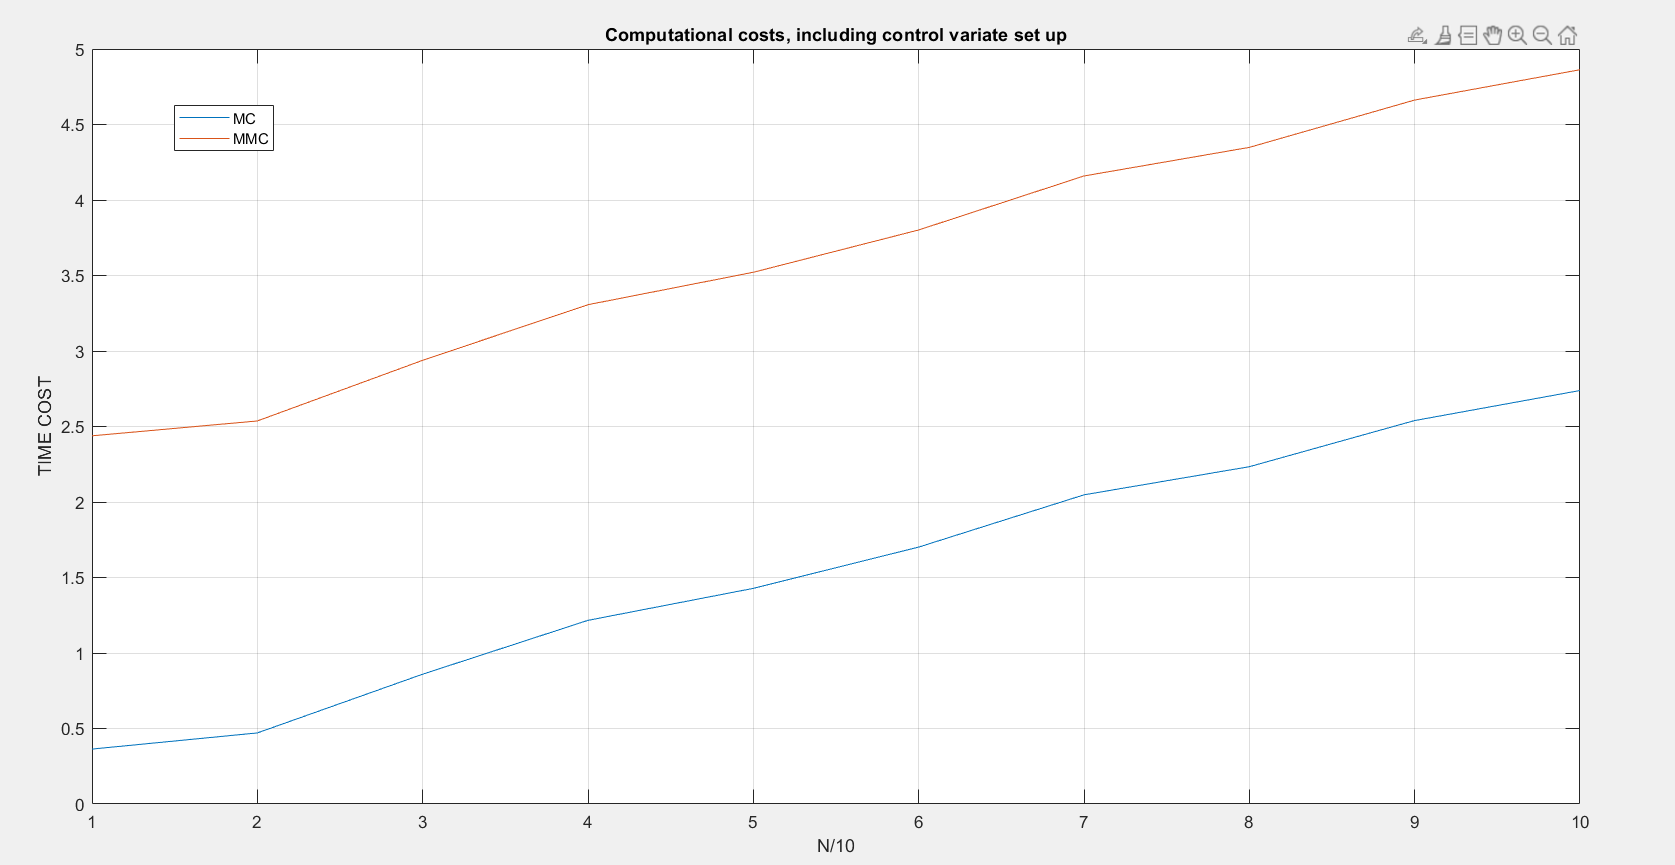 Computational costs, including control variate set up
5
4.5
4
3.5
3
2.5
2
1.5
1
0.5
0
TIME COST
MC
MMC
1 2 3 4 5 6 7 8 9 10
N/10